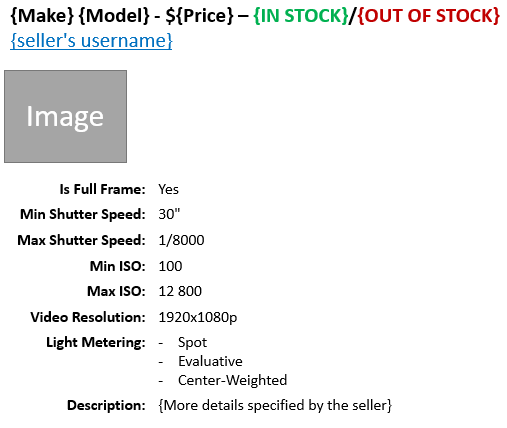 {Make} {Model} - ${Price} – {IN STOCK}/{OUT OF STOCK}
{seller's username}
Image
Is Full Frame: Yes
Min Shutter Speed: 30"
Max Shutter Speed: 1/8000
Min ISO: 100
Max ISO: 12 800
Video Resolution: 1920x1080p
Light Metering: - Spot
- Evaluative
- Center-Weighted
Description: {More details specified by the seller}